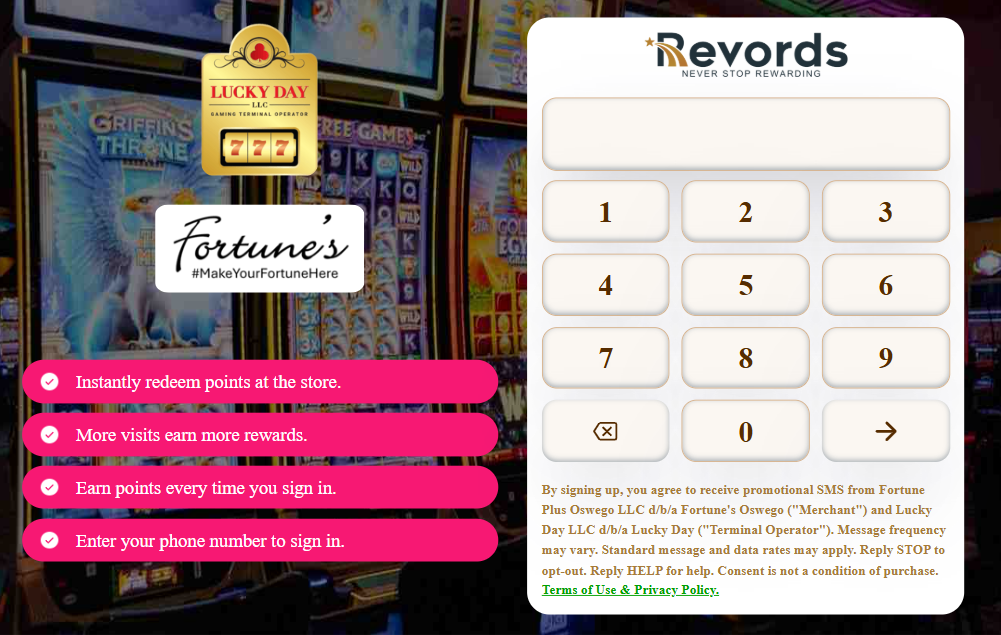 LUCKY DAY
LLC
GAMING TERMINAL OPERATOR
777
Fortune's
#MakeYourFortuneHere
GRIFFIN'S
THRONE
FREE GAMES
WILD
Instantly redeem points at the store.
More visits earn more rewards.
Earn points every time you sign in.
Enter your phone number to sign in.
Revords
NEVER STOP REWARDING
1 2 3
4 5 6
7 8 9
0
By signing up, you agree to receive promotional SMS from Fortune
Plus Oswego LLC d/b/a Fortune's Oswego ("Merchant") and Lucky
Day LLC d/b/a Lucky Day ("Terminal Operator"). Message frequency
may vary. Standard message and data rates may apply. Reply STOP to
opt-out. Reply HELP for help. Consent is not a condition of purchase.
Terms of Use & Privacy Policy.